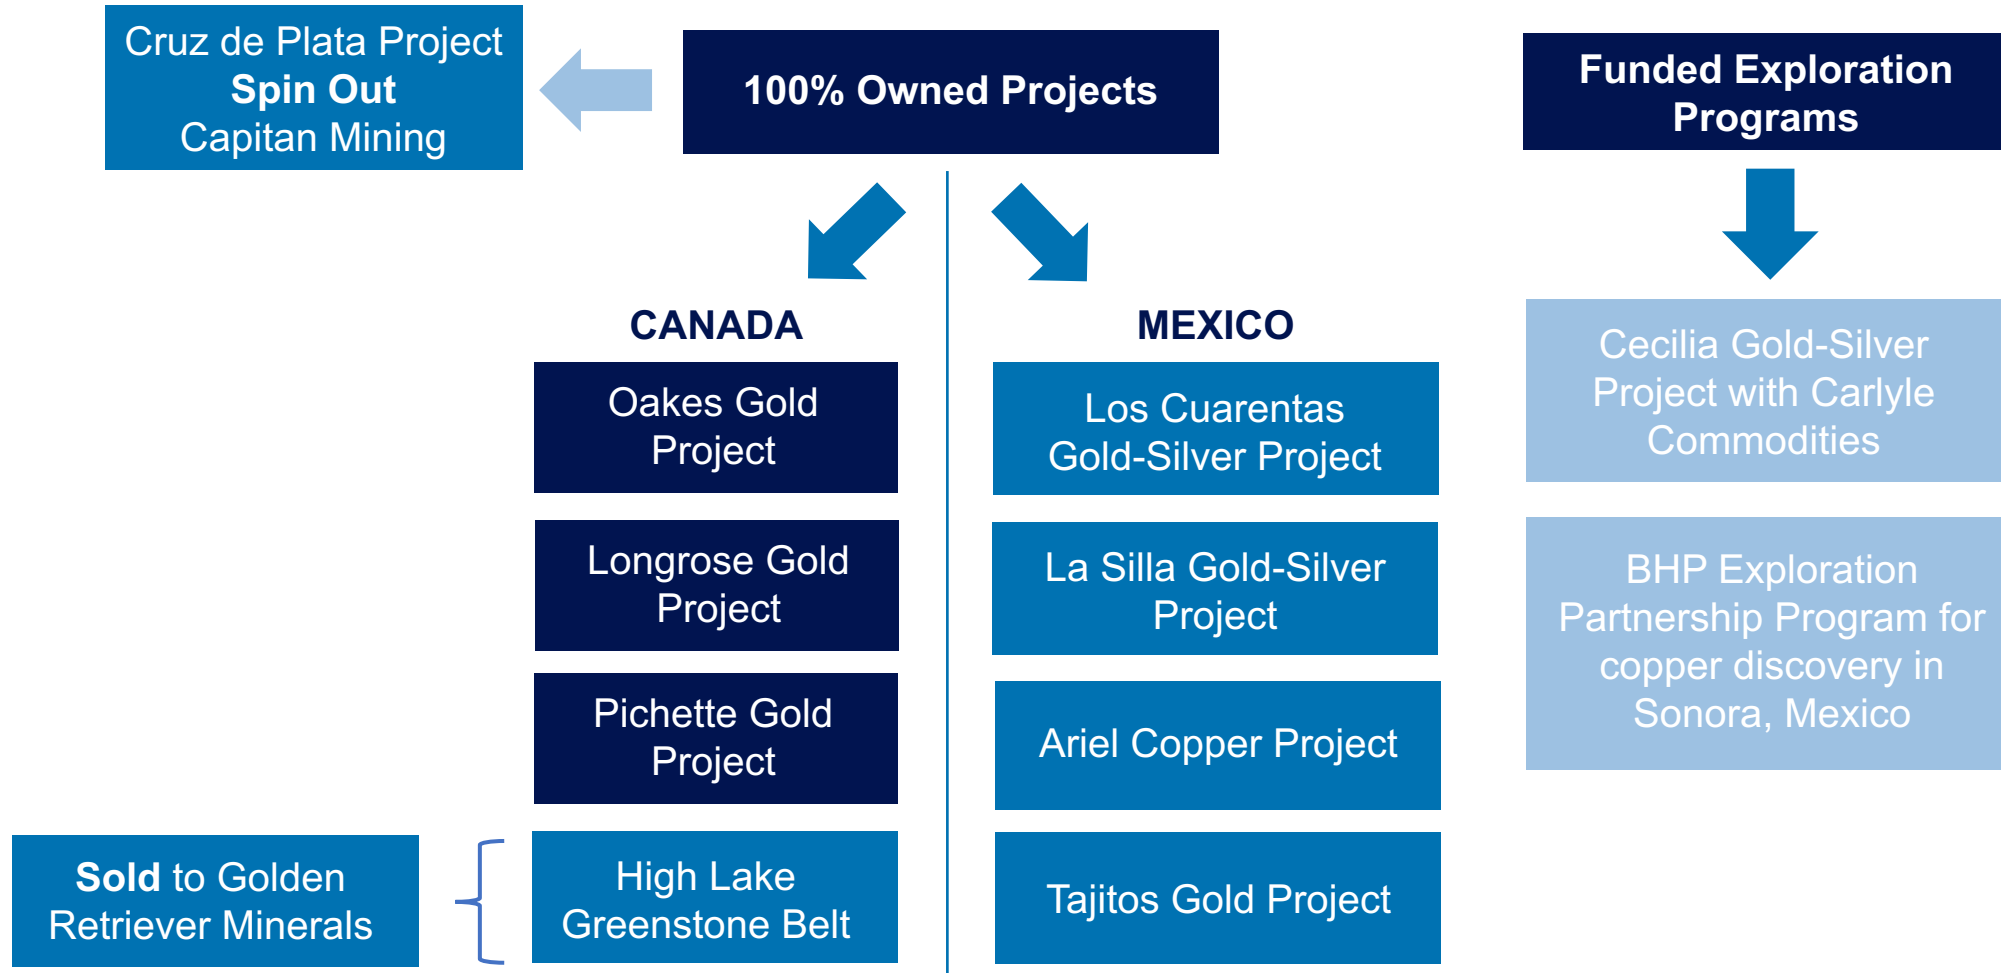 Cruz de Plata Project
Spin Out
Capitan Mining
100% Owned Projects
Funded Exploration
Programs
CANADA
MEXICO
Oakes Gold
Project
Longrose Gold
Project
Pichette Gold
Project
High Lake
Greenstone Belt
Sold to Golden
Retriever Minerals
Los Cuarentas
Gold-Silver Project
La Silla Gold-Silver
Project
Ariel Copper Project
Tajitos Gold Project
Cecilia Gold-Silver
Project with Carlyle
Commodities
BHP Exploration
Partnership Program for
copper discovery in
Sonora, Mexico